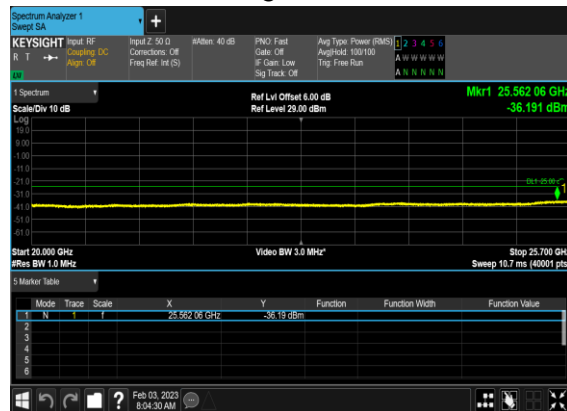 Spectrum Analyzer 1
Swept SA
+
KEYSIGHT Input: RF Input Z: 50 Ω #Atten: 40 dB PNO: Fast Avg Type: Power (RMS) 1 2 3 4 5 6
R T Coupling: DC Corrections: Off Gate: Off Avg|Hold: 100/100 A W W W W W
Align: Off Freq Ref: Int (S) IF Gain: Low Trig: Free Run
Sig Track: Off A N N N N N
LXI
1 Spectrum Ref Lvl Offset 6.00 dB Mkr1 25.562 06 GHz
Scale/Div 10 dB Ref Level 29.00 dBm -36.191 dBm
Log
19.0
9.00
-1.00
-11.0
-21.0 DL1 -25.00
-31.0 1
-41.0
-51.0
-61.0
Start 20.000 GHz Video BW 3.0 MHz* Stop 25.700 GHz
#Res BW 1.0 MHz Sweep 10.7 ms (40001 pts
5 Marker Table
Mode Trace Scale X Y Function Function Width Function Value
1 N 1 f 25.562 06 GHz -36.19 dBm
2
3
4
5
6
? Feb 03, 2023
8:04:30 AM